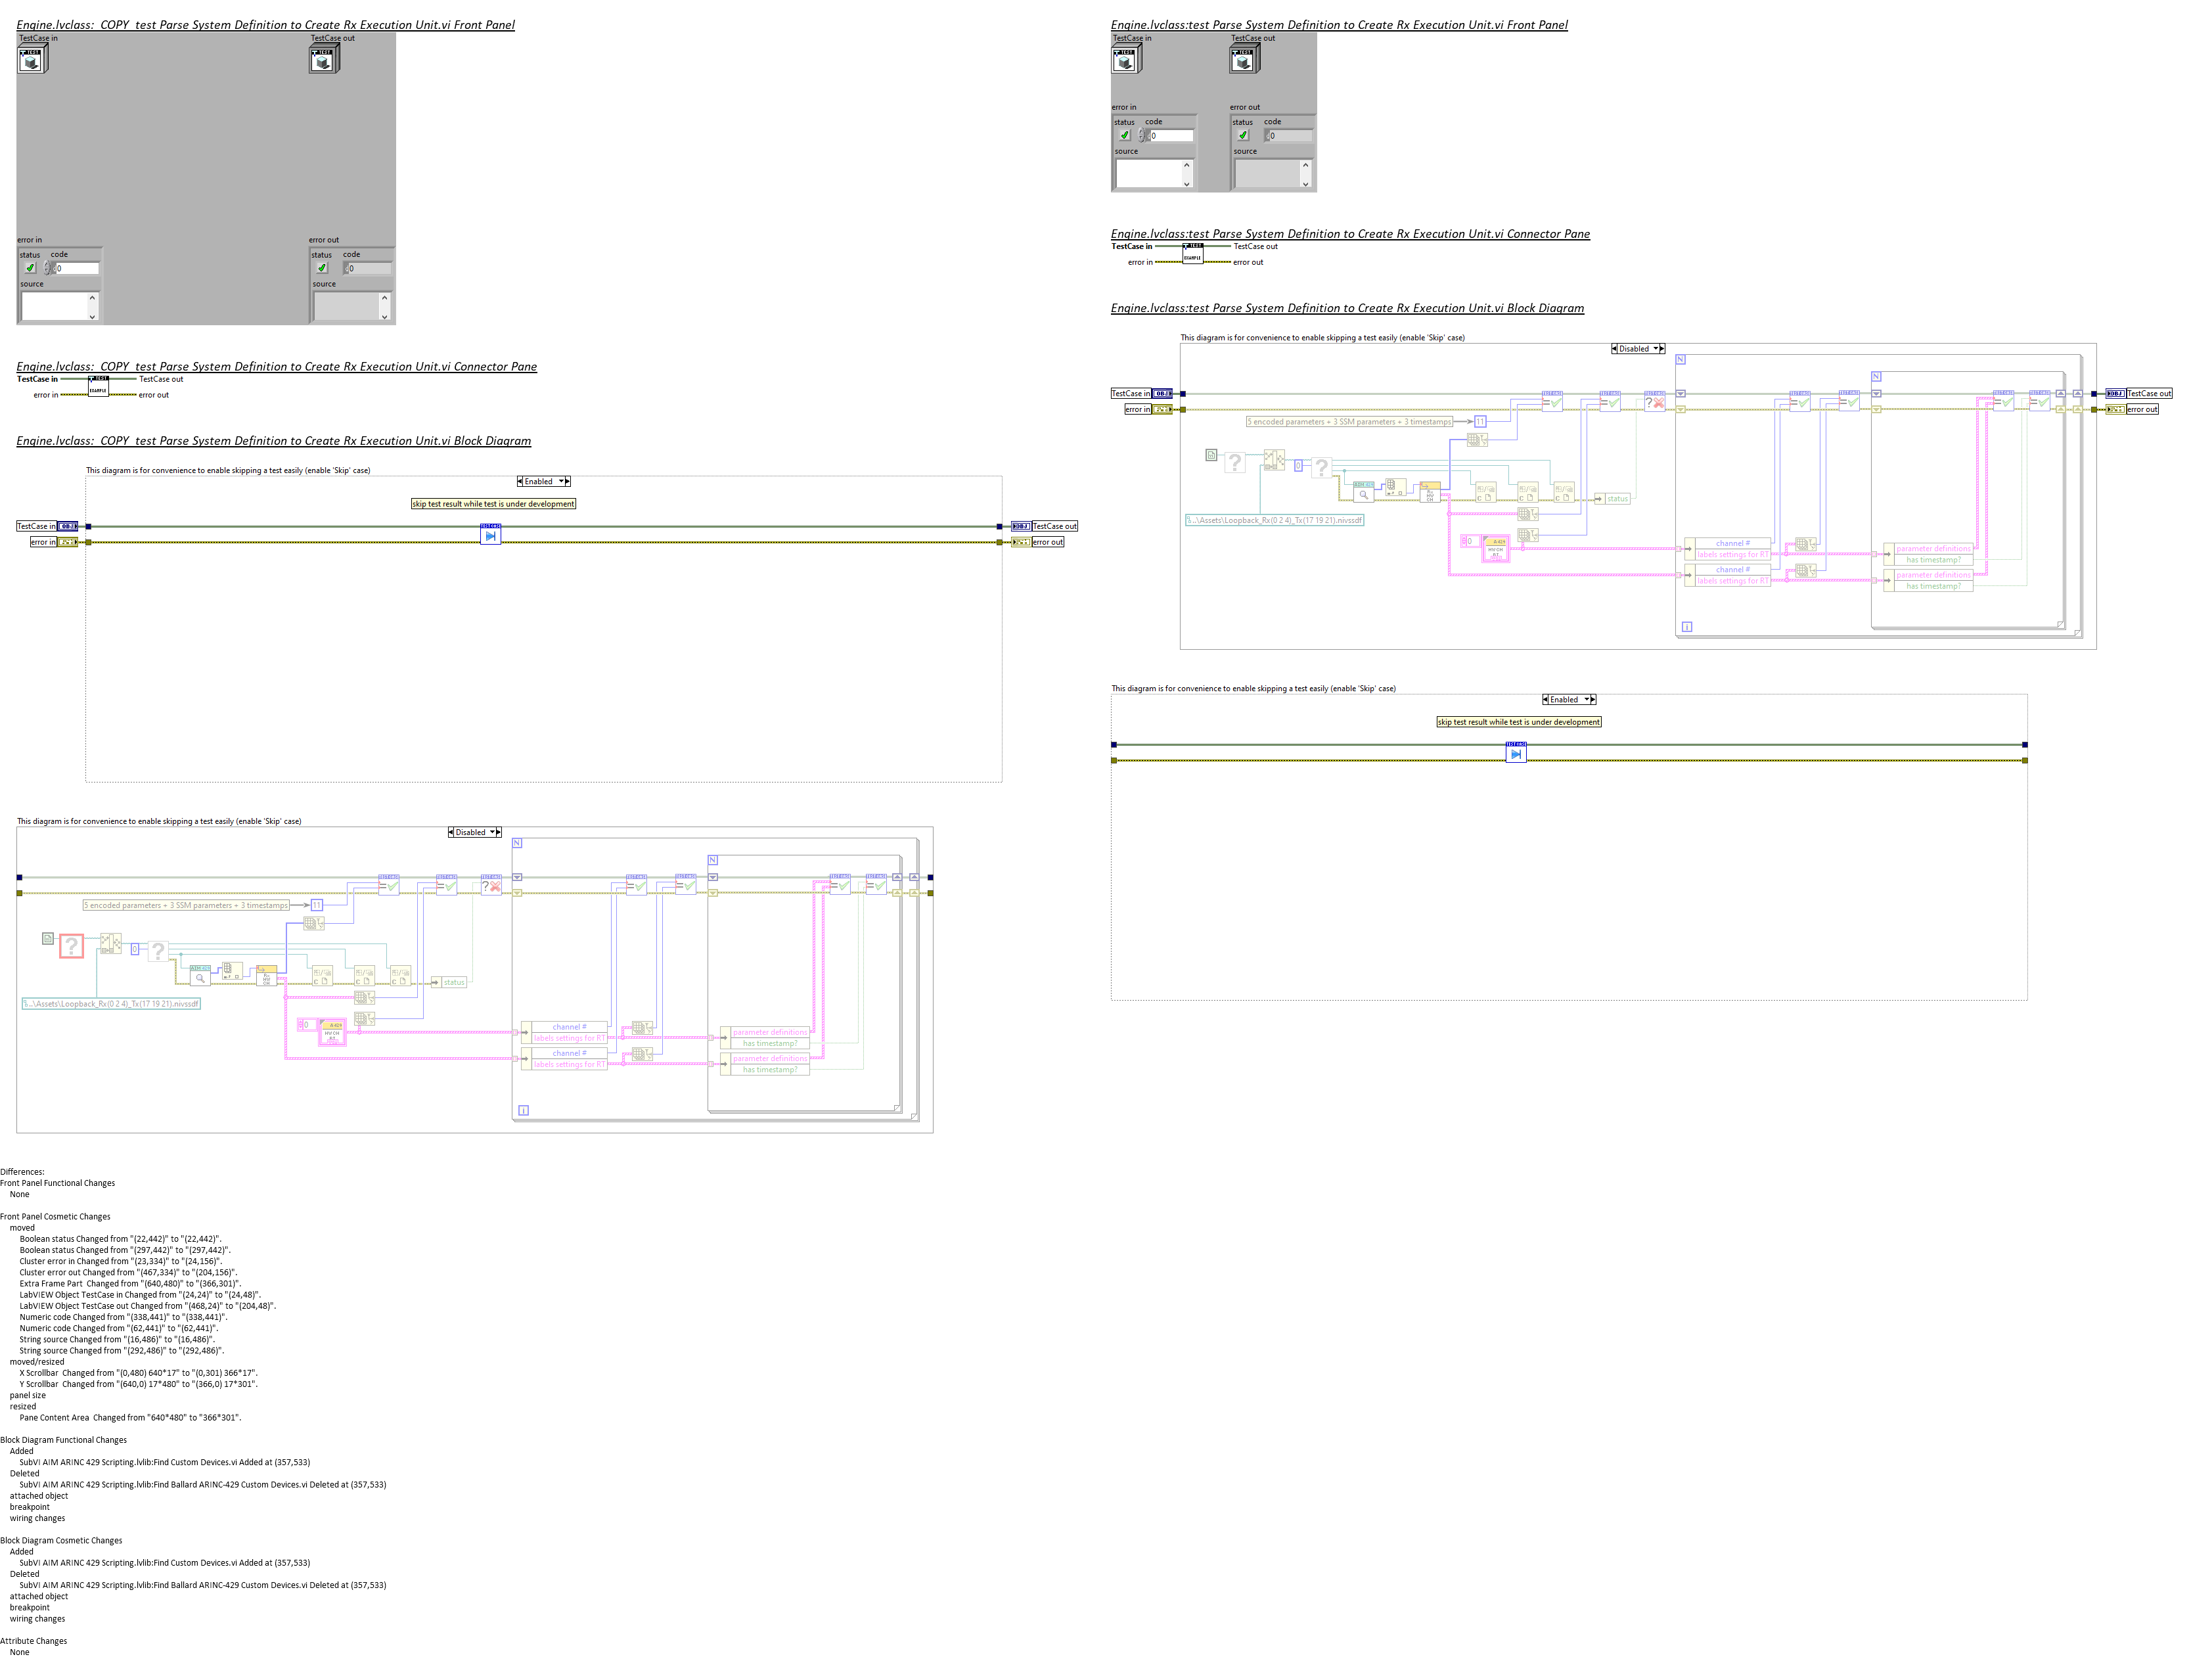 Engine.lvclass:_COPY_test Parse System Definition to Create Rx Execution Unit.vi Front Panel
TestCase in
TestCase out
TEST
TEST
error in
error out
status code
status code
0
0
source
source
Engine.lvclass:_COPY_test Parse System Definition to Create Rx Execution Unit.vi Connector Pane
TestCase in
TestCase out
TEST
EXAMPLE
error in
error out
Engine.lvclass:_COPY_test Parse System Definition to Create Rx Execution Unit.vi Block Diagram
This diagram is for convenience to enable skipping a test easily (enable 'Skip' case)
Enabled
skip test result while test is under development
TestCase in
TestCase out
error in
error out
This diagram is for convenience to enable skipping a test easily (enable 'Skip' case)
Disabled
N
N
5 encoded parameters + 3 SSM parameters + 3 timestamps
11
?
0
?
status
%..\Assets\Loopback_Rx(0 2 4)_Tx(17 19 21).nivssdf
0
A-429
channel #
labels settings for RT
channel #
labels settings for RT
parameter definitions
has timestamp?
parameter definitions
has timestamp?
i
Differences:
Front Panel Functional Changes
None
Front Panel Cosmetic Changes
moved
Boolean status Changed from "(22,442)" to "(22,442)".
Boolean status Changed from "(297,442)" to "(297,442)".
Cluster error in Changed from "(23,334)" to "(24,156)".
Cluster error out Changed from "(467,334)" to "(204,156)".
Extra Frame Part  Changed from "(640,480)" to "(366,301)".
LabVIEW Object TestCase in Changed from "(24,24)" to "(24,48)".
LabVIEW Object TestCase out Changed from "(468,24)" to "(204,48)".
Numeric code Changed from "(338,441)" to "(338,441)".
Numeric code Changed from "(62,441)" to "(62,441)".
String source Changed from "(16,486)" to "(16,486)".
String source Changed from "(292,486)" to "(292,486)".
moved/resized
X Scrollbar  Changed from "(0,480) 640*17" to "(0,301) 366*17".
Y Scrollbar  Changed from "(640,0) 17*480" to "(366,0) 17*301".
panel size
resized
Pane Content Area  Changed from "640*480" to "366*301".
Block Diagram Functional Changes
Added
SubVI AIM ARINC 429 Scripting.lvlib:Find Custom Devices.vi Added at (357,533)
Deleted
SubVI AIM ARINC 429 Scripting.lvlib:Find Ballard ARINC-429 Custom Devices.vi Deleted at (357,533)
attached object
breakpoint
wiring changes
Block Diagram Cosmetic Changes
Added
SubVI AIM ARINC 429 Scripting.lvlib:Find Custom Devices.vi Added at (357,533)
Deleted
SubVI AIM ARINC 429 Scripting.lvlib:Find Ballard ARINC-429 Custom Devices.vi Deleted at (357,533)
attached object
breakpoint
wiring changes
Attribute Changes
None
Engine.lvclass:test Parse System Definition to Create Rx Execution Unit.vi Front Panel
TestCase in
TestCase out
TEST
TEST
error in
error out
status code
status code
0
0
source
source
Engine.lvclass:test Parse System Definition to Create Rx Execution Unit.vi Connector Pane
TestCase in
TestCase out
TEST
EXAMPLE
error in
error out
Engine.lvclass:test Parse System Definition to Create Rx Execution Unit.vi Block Diagram
This diagram is for convenience to enable skipping a test easily (enable 'Skip' case)
Disabled
N
N
TestCase in
TestCase out
error in
error out
5 encoded parameters + 3 SSM parameters + 3 timestamps
11
?
0
?
status
%..\Assets\Loopback_Rx(0 2 4)_Tx(17 19 21).nivssdf
0
A-429
channel #
labels settings for RT
channel #
labels settings for RT
parameter definitions
has timestamp?
parameter definitions
has timestamp?
i
This diagram is for convenience to enable skipping a test easily (enable 'Skip' case)
Enabled
skip test result while test is under development